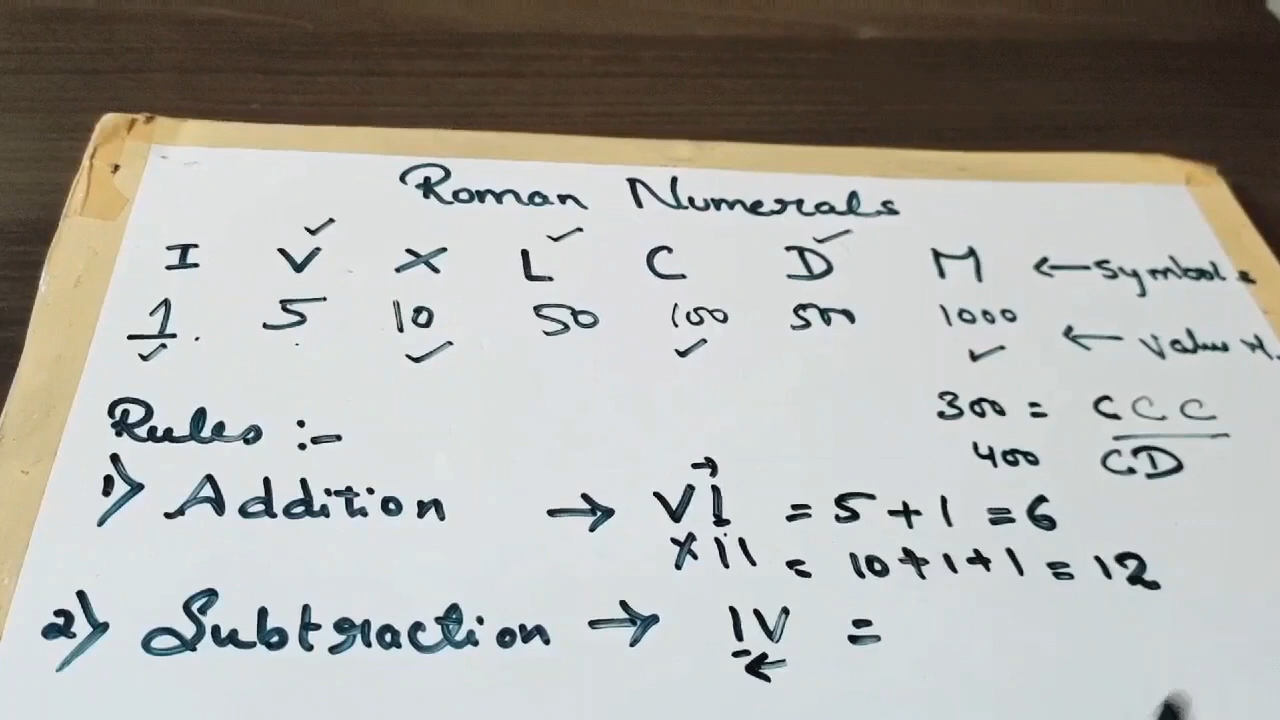 Roman Numerals
I V X L C D M ← Symbols
1 5 10 50 100 500 1000 ←
300 = CCC
Rules :-
400 CD
1) Addition → VI = 5 + 1 = 6
XII = 10 + 1 + 1 = 12
2) Subtraction → IV =